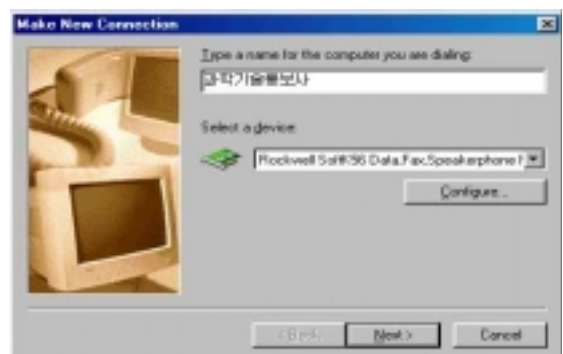 Make New Connection
Type a name for the computer you are dialing:
과학기술통보사
Select a device:
Rockwell SoftK56 Data,Fax,Speakerphone
Configure...
< Back
Next >
Cancel